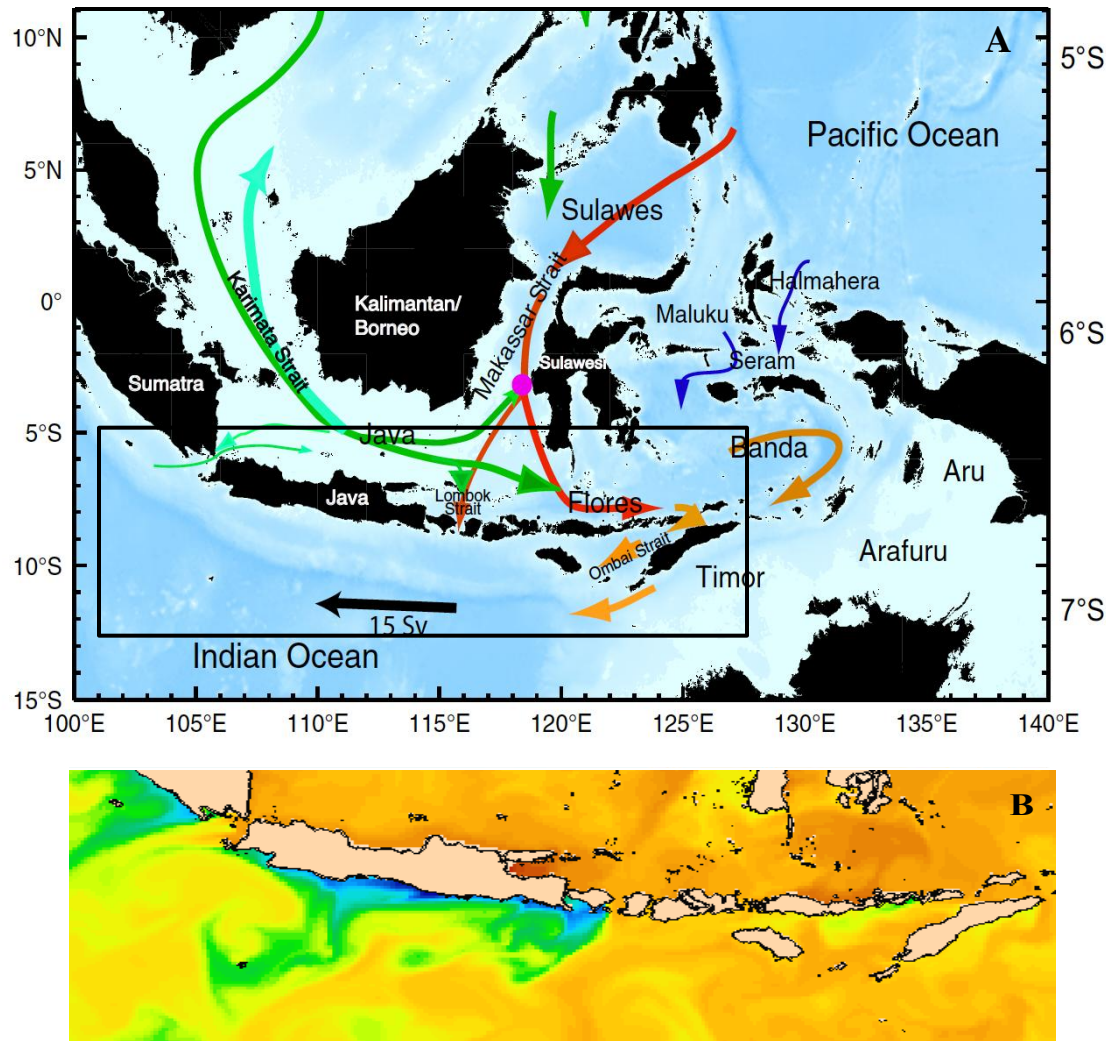 A
10°N
5°N
0°
5°S
10°S
15°S
5°S
6°S
7°S
100°E
105°E
110°E
115°E
120°E
125°E
130°E
135°E
140°E
Pacific Ocean
Sulawes
Halmahera
Maluku
Seram
Makassar Strait
Karimata Strait
Kalimantan/
Borneo
Sulawesi
Sumatra
Java
Banda
Aru
Java
Lombok
Strait
Flores
Ombai Strait
Arafuru
Timor
15 Sv
Indian Ocean
B